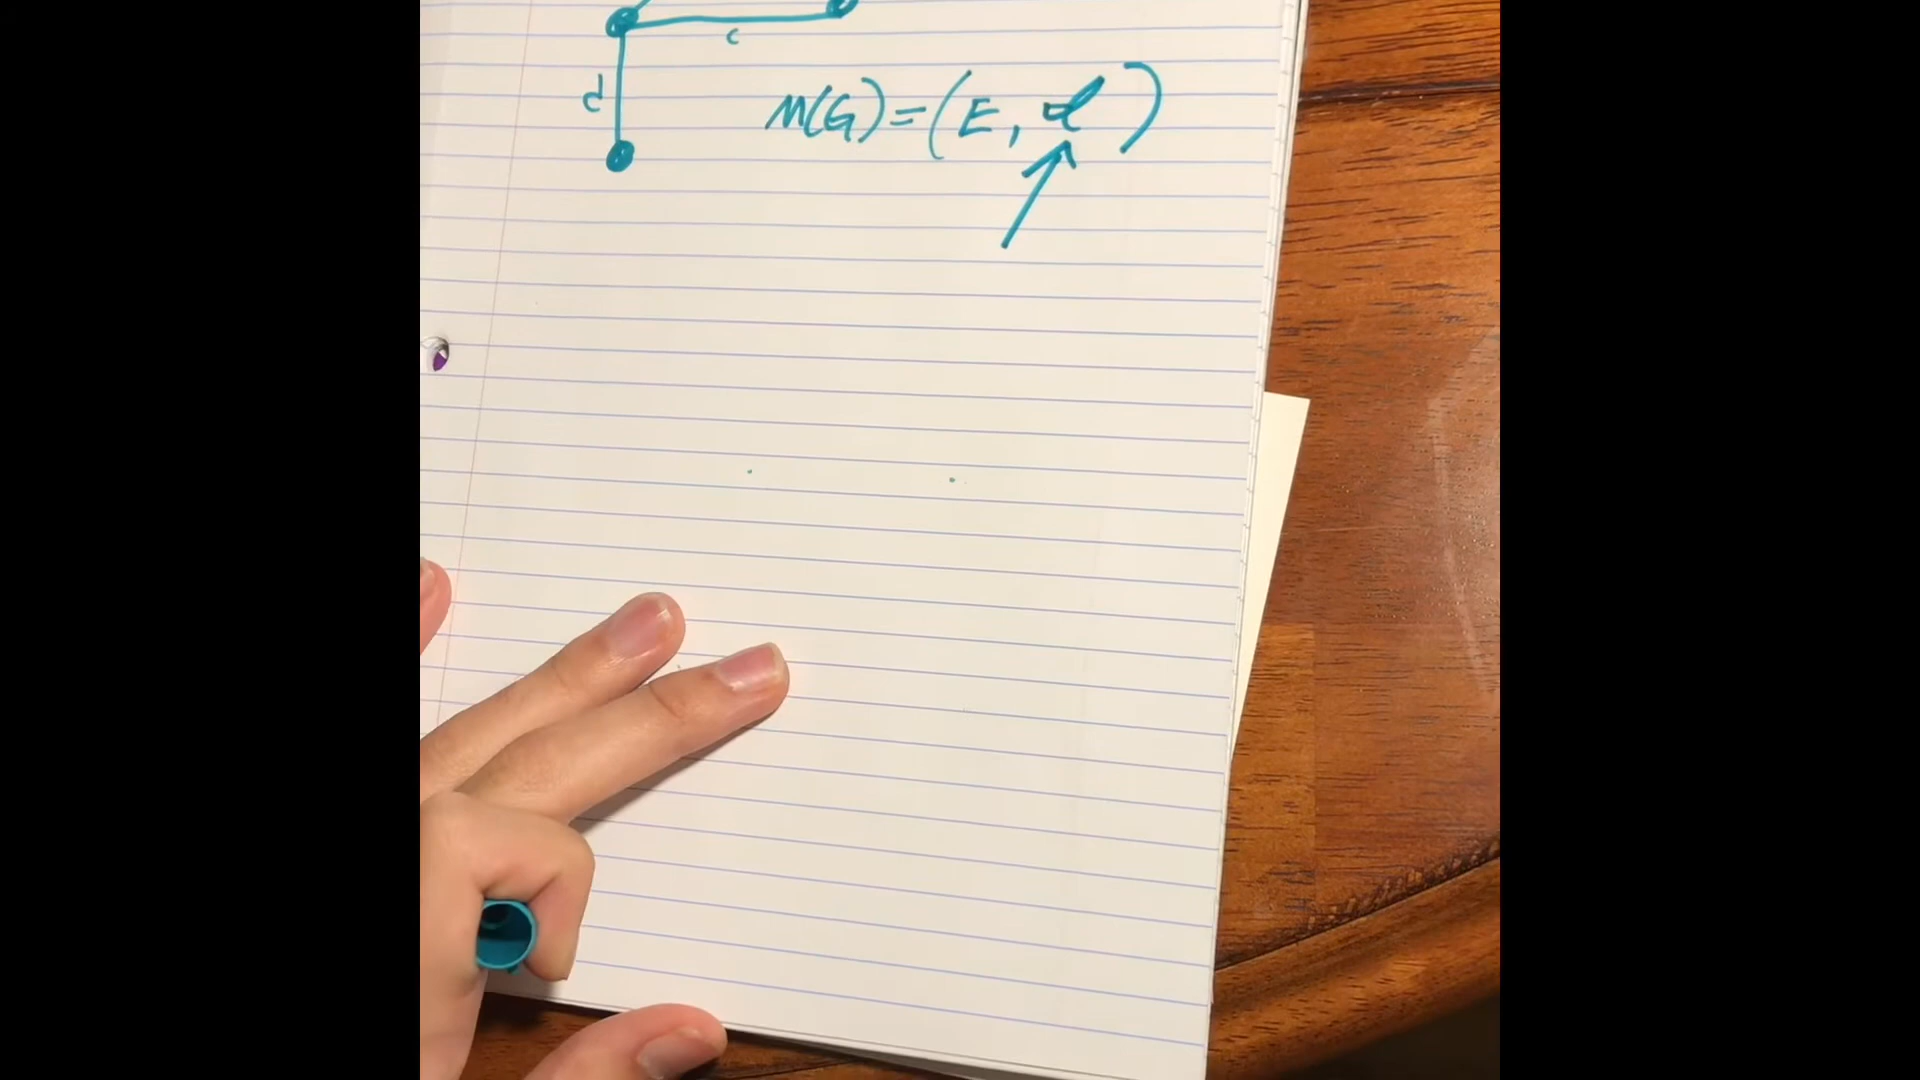 c
d
M(G) = (E, ℐ)